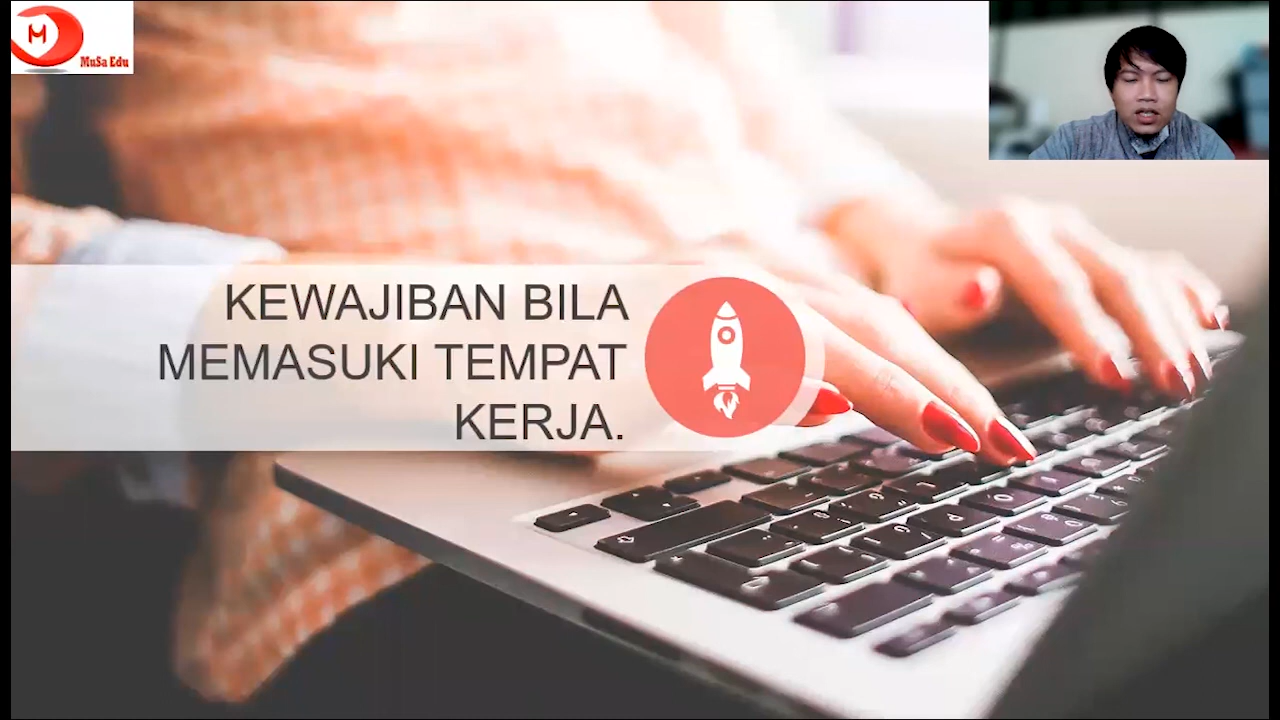 M
MuSa Edu
KEWAJIBAN BILA
MEMASUKI TEMPAT
KERJA.